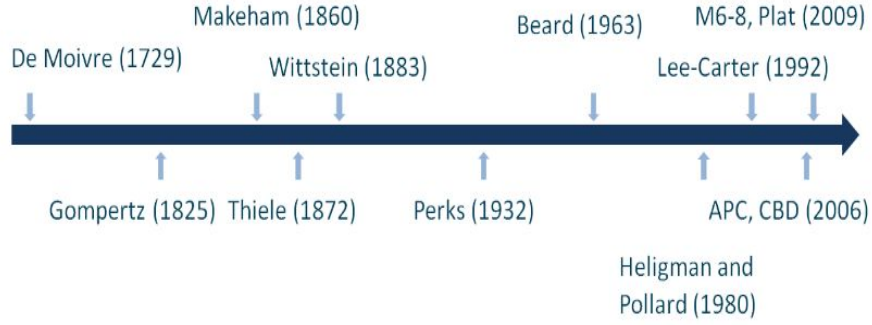 Makeham (1860)
M6-8, Plat (2009)
Beard (1963)
De Moivre (1729)
Wittstein (1883)
Lee-Carter (1992)
Gompertz (1825)
Thiele (1872)
Perks (1932)
APC, CBD (2006)
Heligman and
Pollard (1980)